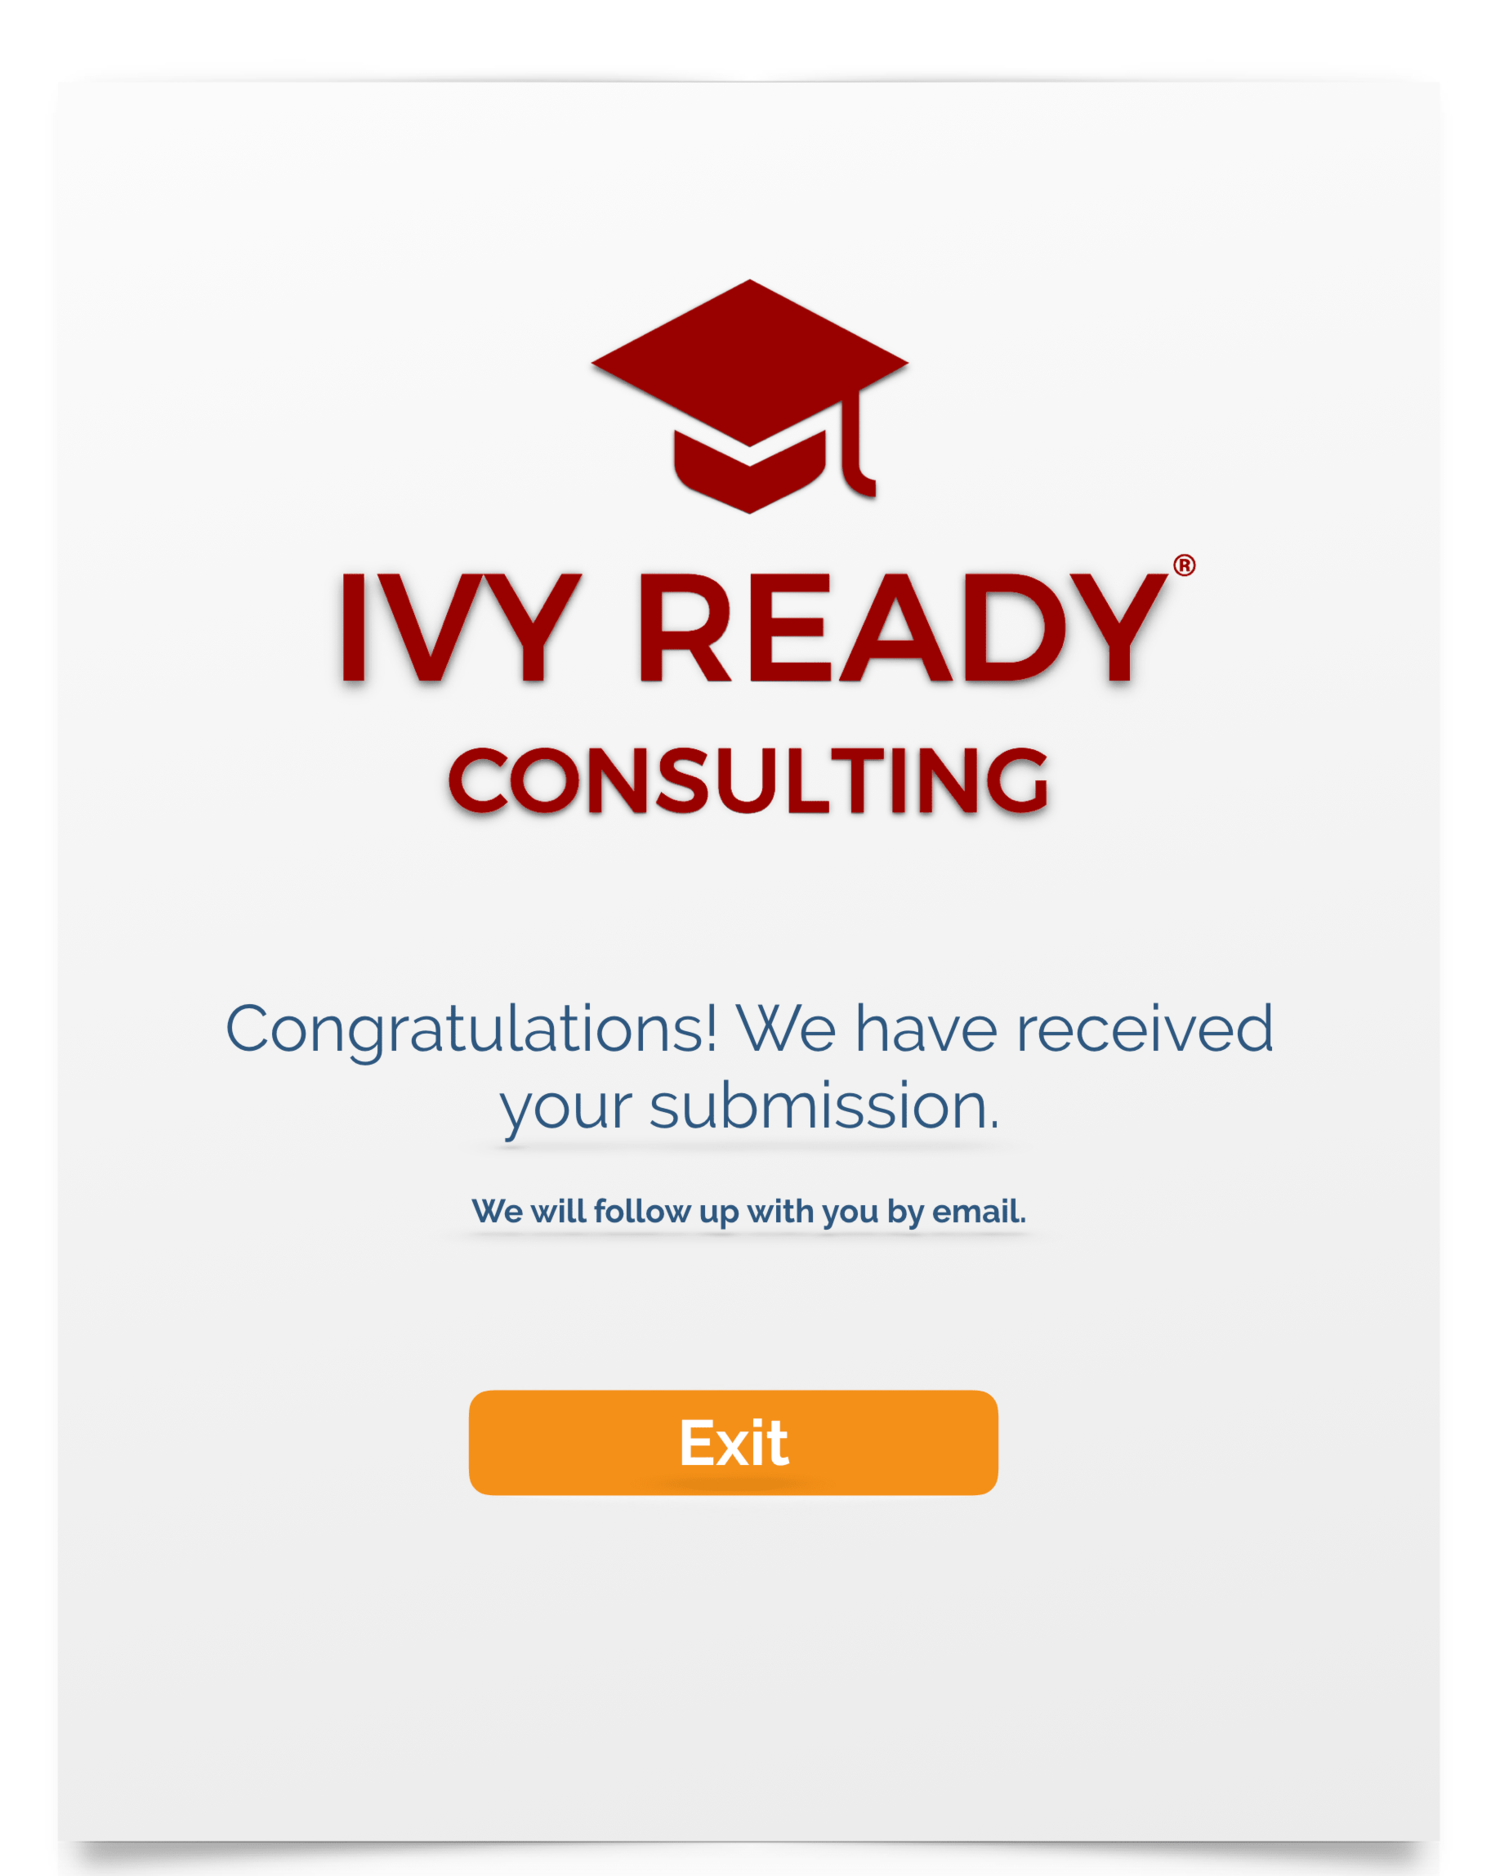 IVY READY®
CONSULTING
Congratulations! We have received
your submission.
We will follow up with you by email.
Exit